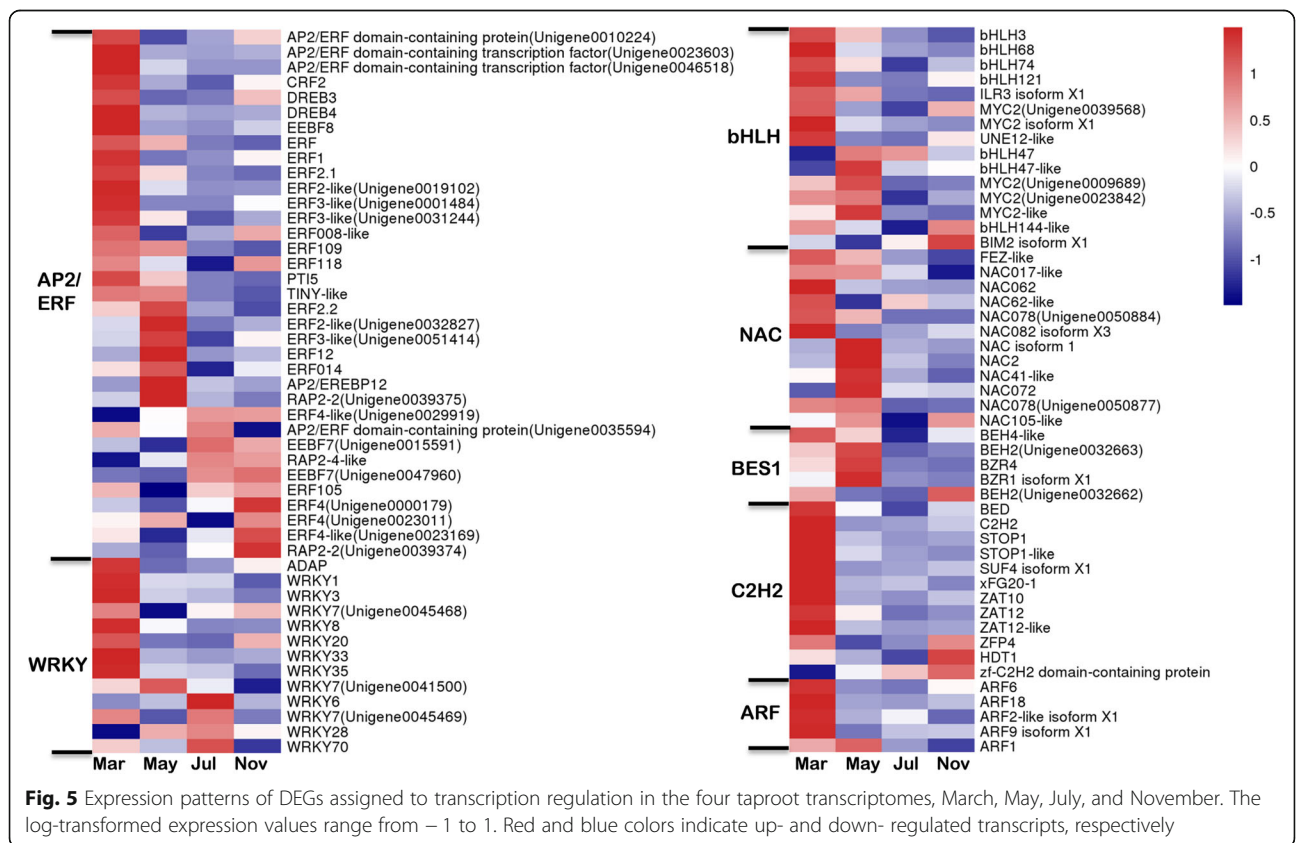 AP2/ERF domain-containing protein(Unigene0010224)
AP2/ERF domain-containing transcription factor(Unigene0023603)
AP2/ERF domain-containing transcription factor(Unigene0046518)
CRF2
DREB3
DREB4
EEBF8
ERF
ERF1
ERF2.1
ERF2-like(Unigene0019102)
ERF3-like(Unigene0001484)
ERF3-like(Unigene0031244)
ERF008-like
ERF109
ERF118
AP2/
ERF
PTI5
TINY-like
ERF2.2
ERF2-like(Unigene0032827)
ERF3-like(Unigene0051414)
ERF12
ERF014
AP2/EREBP12
RAP2-2(Unigene0039375)
ERF4-like(Unigene0029919)
AP2/ERF domain-containing protein(Unigene0035594)
EEBF7(Unigene0015591)
RAP2-4-like
EEBF7(Unigene0047960)
ERF105
ERF4(Unigene0000179)
ERF4(Unigene0023011)
ERF4-like(Unigene0023169)
RAP2-2(Unigene0039374)
ADAP
WRKY1
WRKY3
WRKY7(Unigene0045468)
WRKY8
WRKY20
WRKY
WRKY33
WRKY35
WRKY7(Unigene0041500)
WRKY6
WRKY7(Unigene0045469)
WRKY28
WRKY70
Mar May Jul Nov
bHLH3
bHLH68
bHLH74
bHLH121
ILR3 isoform X1
MYC2(Unigene0039568)
MYC2 isoform X1
bHLH
UNE12-like
bHLH47
bHLH47-like
MYC2(Unigene0009689)
MYC2(Unigene0023842)
MYC2-like
bHLH144-like
BIM2 isoform X1
FEZ-like
NAC017-like
NAC062
NAC62-like
NAC078(Unigene0050884)
NAC082 isoform X3
NAC
NAC isoform 1
NAC2
NAC41-like
NAC072
NAC078(Unigene0050877)
NAC105-like
BEH4-like
BEH2(Unigene0032663)
BES1
BZR4
BZR1 isoform X1
BEH2(Unigene0032662)
BED
C2H2
STOP1
STOP1-like
SUF4 isoform X1
C2H2
xFG20-1
ZAT10
ZAT12
ZAT12-like
ZFP4
HDT1
zf-C2H2 domain-containing protein
ARF6
ARF18
ARF
ARF2-like isoform X1
ARF9 isoform X1
ARF1
Mar May Jul Nov
1
0.5
0
-0.5
-1
Fig. 5 Expression patterns of DEGs assigned to transcription regulation in the four taproot transcriptomes, March, May, July, and November. The
log-transformed expression values range from − 1 to 1. Red and blue colors indicate up- and down- regulated transcripts, respectively